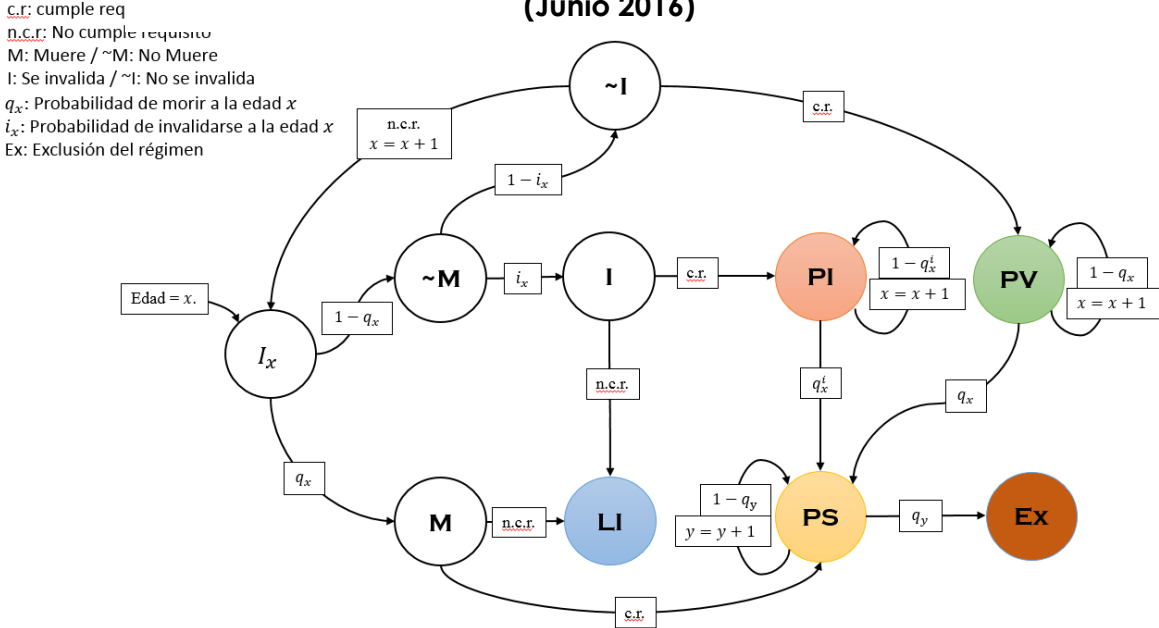 (Junio 2016)
c.r: cumple req
n.c.r: No cumple requisito
M: Muere / ~M: No Muere
I: Se invalida / ~I: No se invalida
qₓ: Probabilidad de morir a la edad x
iₓ: Probabilidad de invalidarse a la edad x
Ex: Exclusión del régimen
~I
n.c.r.
x = x + 1
c.r.
1 − iₓ
~M
iₓ
I
c.r.
PI
1 − qₓⁱ
x = x + 1
PV
1 − qₓ
x = x + 1
Edad = x.
1 − qₓ
Iₓ
n.c.r.
qₓⁱ
qₓ
qₓ
M
n.c.r.
LI
1 − q_y
y = y + 1
PS
q_y
Ex
c.r.